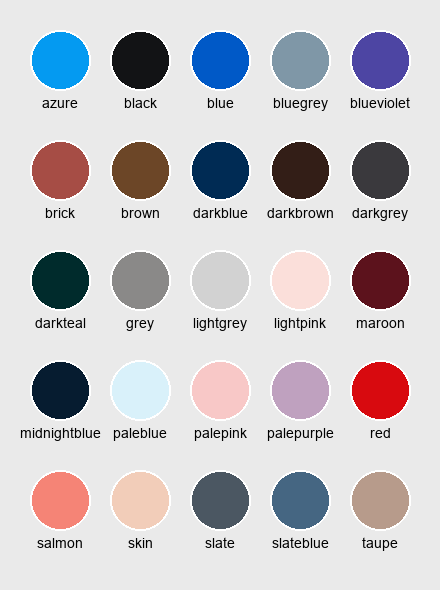 azure black blue bluegrey blueviolet
brick brown darkblue darkbrown darkgrey
darkteal grey lightgrey lightpink maroon
midnightblue paleblue palepink palepurple red
salmon skin slate slateblue taupe